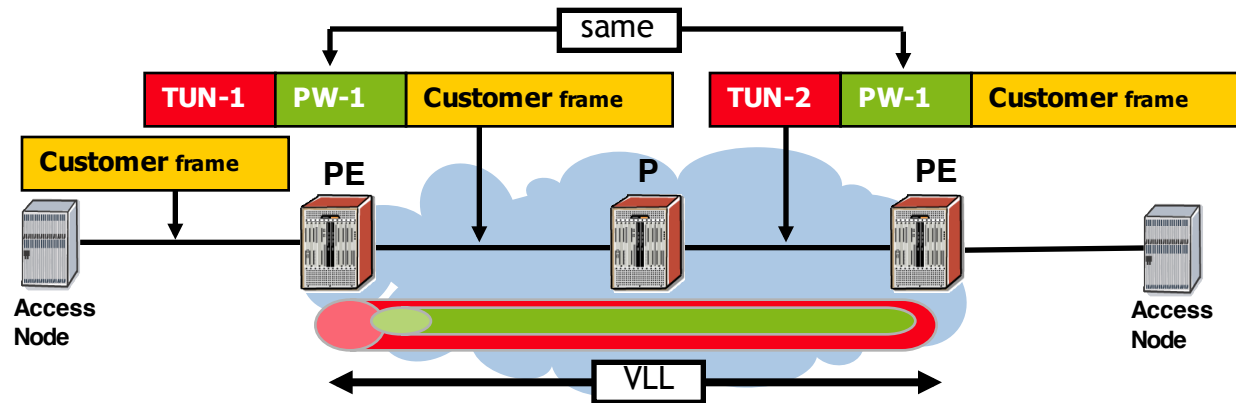 same
TUN-1 PW-1 Customer frame
TUN-2 PW-1 Customer frame
Customer frame
PE
P
PE
Access
Node
Access
Node
VLL